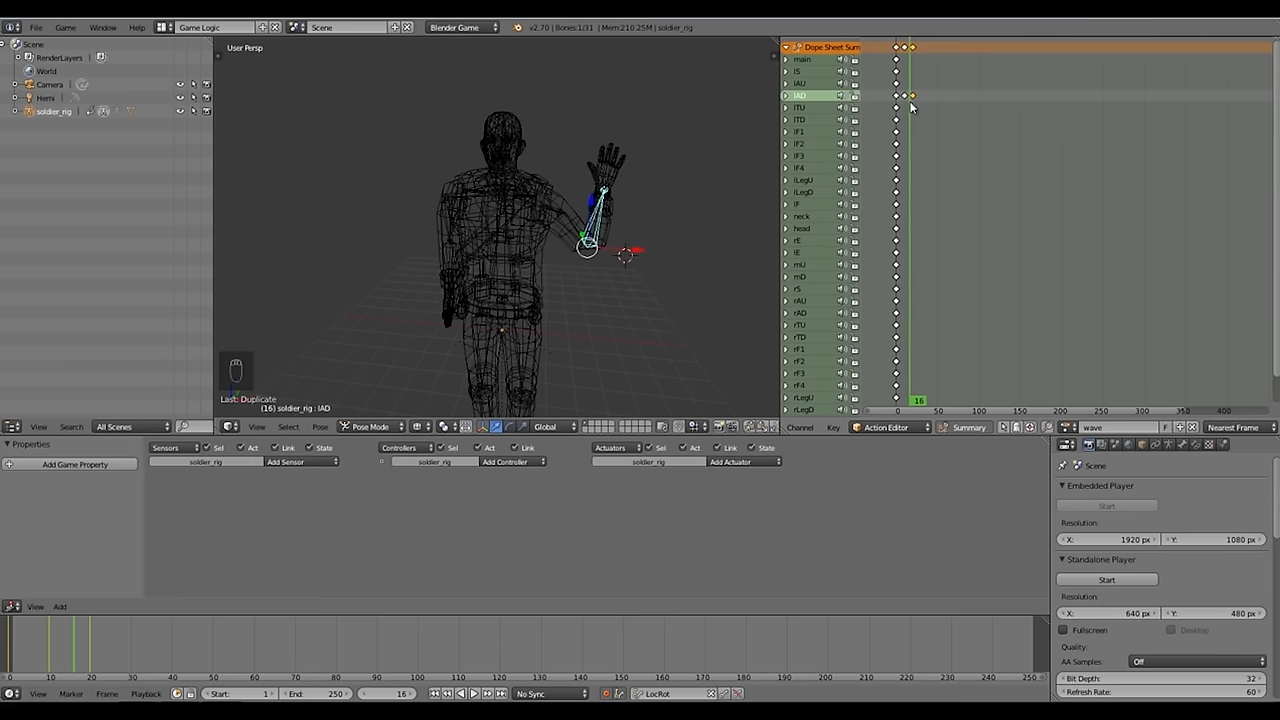 File Game Window Help Game Logic Scene Blender Game v2.70 | Bones:1/31 | Mem:210.25M | soldier_rig
Scene
RenderLayers
World
Camera
Hemi
soldier_rig
View Search All Scenes
User Persp
Last: Duplicate
(16) soldier_rig : lAD
View Select Pose Pose Mode Global
Dope Sheet Sum
main
lS
lAU
lAD
lTU
lTD
lF1
lF2
lF3
lF4
lLegU
lLegD
lF
neck
head
rE
lE
mU
mD
rS
rAU
rAD
rTU
rTD
rF1
rF2
rF3
rF4
rLegU
rLegD
16
0 50 100 150 200 250 300 350 400
Channel Key Action Editor Summary wave F Nearest Frame
Properties
Add Game Property
Sensors Sel Act Link State
soldier_rig Add Sensor
Controllers Sel Act Link
soldier_rig Add Controller
Actuators Sel Act Link State
soldier_rig Add Actuator
View Add
Scene
Embedded Player
Start
Resolution:
X: 1920 px Y: 1080 px
Standalone Player
Start
Resolution:
X: 640 px Y: 480 px
Fullscreen Desktop
Quality:
AA Samples: Off
Bit Depth: 32
Refresh Rate: 60
0 10 20 30 40 50 60 70 80 90 100 110 120 130 140 150 160 170 180 190 200 210 220 230 240 250
View Marker Frame Playback Start: 1 End: 250 16 No Sync LocRot